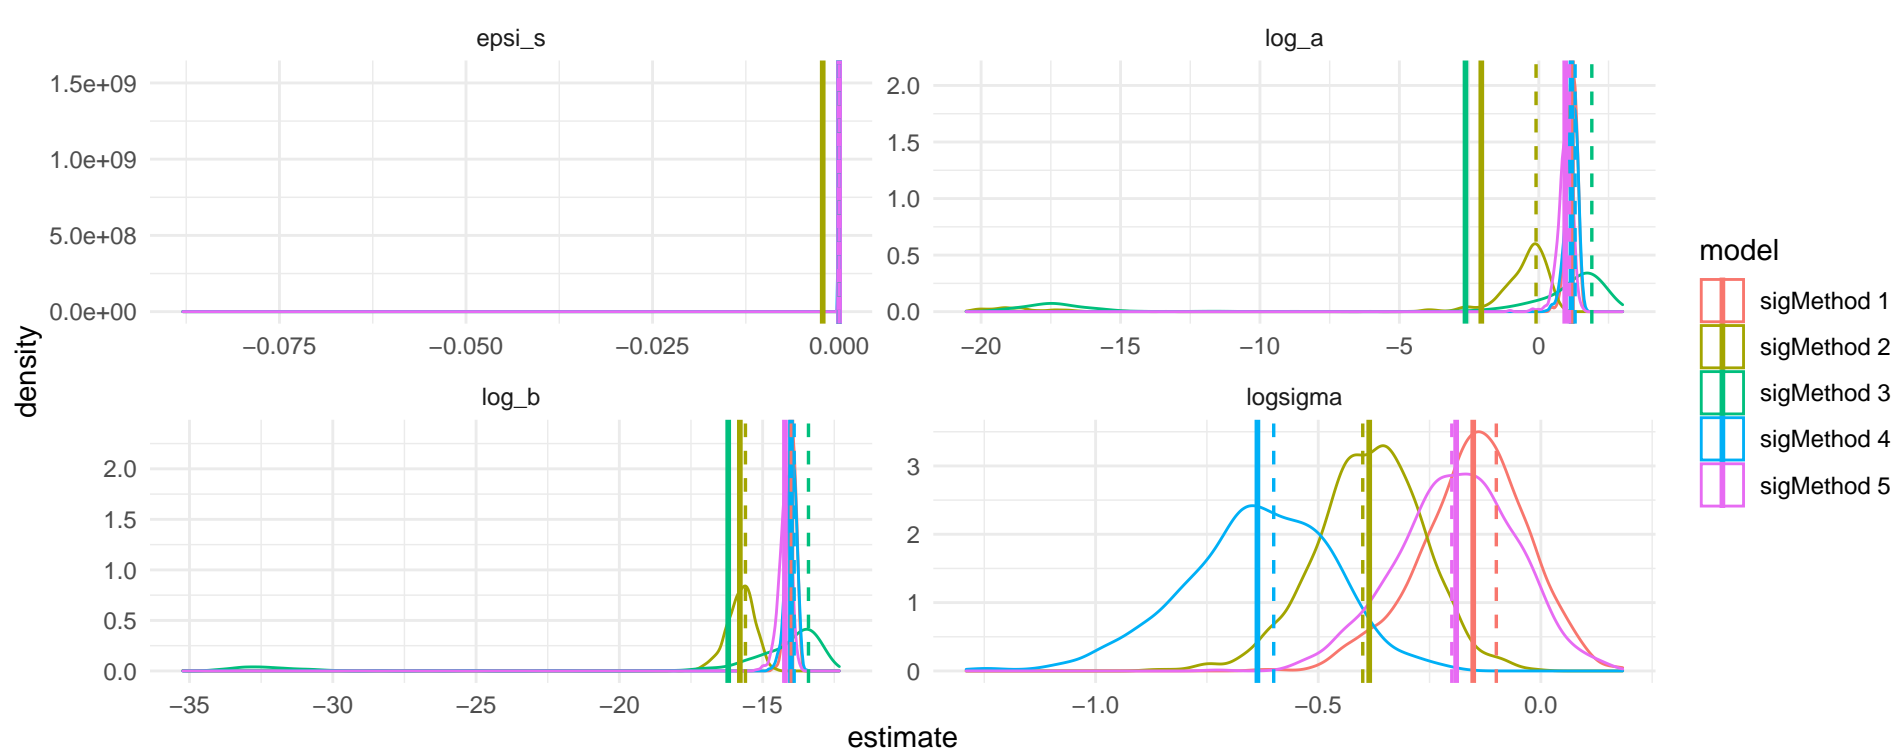 epsi_s
log_a
1.5e+09
1.0e+09
5.0e+08
0.0e+00
−0.075
−0.050
−0.025
0.000
2.0
1.5
1.0
0.5
0.0
−20
−15
−10
−5
0
log_b
logsigma
2.0
1.5
1.0
0.5
0.0
−35
−30
−25
−20
−15
3
2
1
0
−1.0
−0.5
0.0
density
estimate
model
sigMethod 1
sigMethod 2
sigMethod 3
sigMethod 4
sigMethod 5